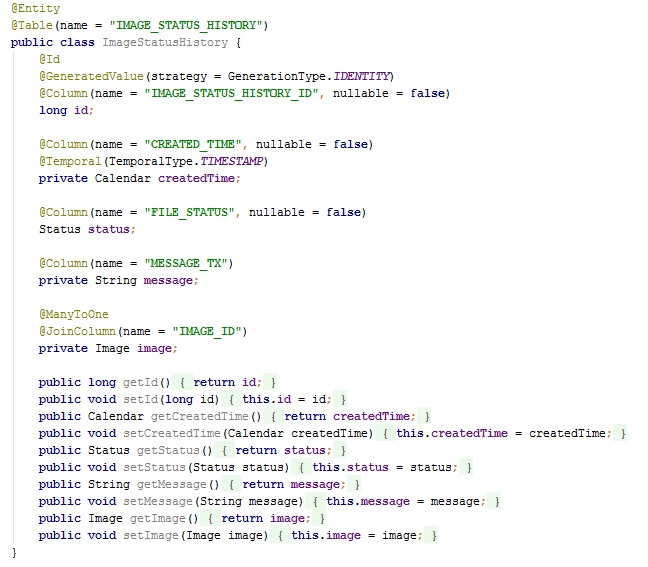 @Entity
@Table(name = "IMAGE_STATUS_HISTORY")
public class ImageStatusHistory {
@Id
@GeneratedValue(strategy = GenerationType.IDENTITY)
@Column(name = "IMAGE_STATUS_HISTORY_ID", nullable = false)
long id;
@Column(name = "CREATED_TIME", nullable = false)
@Temporal(TemporalType.TIMESTAMP)
private Calendar createdTime;
@Column(name = "FILE_STATUS", nullable = false)
Status status;
@Column(name = "MESSAGE_TX")
private String message;
@ManyToOne
@JoinColumn(name = "IMAGE_ID")
private Image image;
public long getId() { return id; }
public void setId(long id) { this.id = id; }
public Calendar getCreatedTime() { return createdTime; }
public void setCreatedTime(Calendar createdTime) { this.createdTime = createdTime; }
public Status getStatus() { return status; }
public void setStatus(Status status) { this.status = status; }
public String getMessage() { return message; }
public void setMessage(String message) { this.message = message; }
public Image getImage() { return image; }
public void setImage(Image image) { this.image = image; }
}